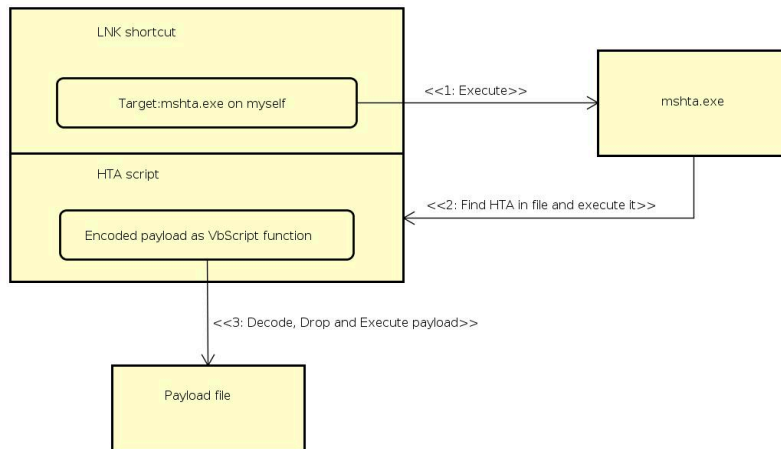 LNK shortcut
Target:mshta.exe on myself
<<1: Execute>>
mshta.exe
HTA script
<<2: Find HTA in file and execute it>>
Encoded payload as VbScript function
<<3: Decode, Drop and Execute payload>>
Payload file